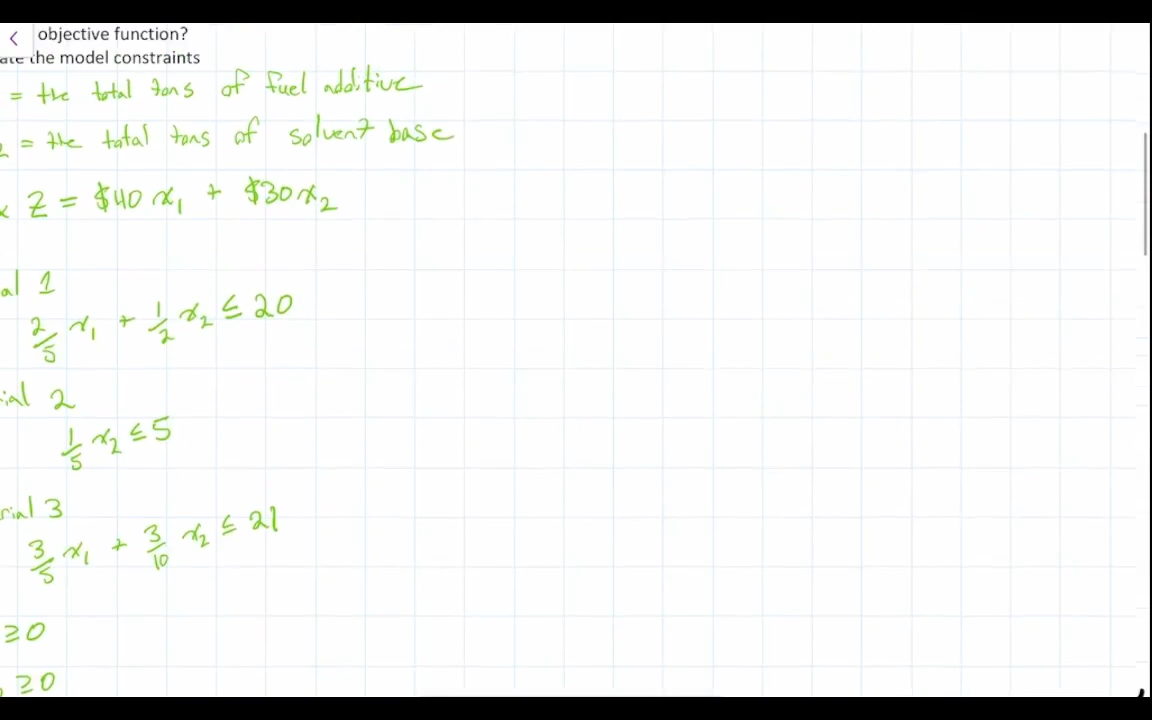 objective function?
the model constraints
= the total tons of fuel additive
2 = the total tons of solvent base
x Z = $40 x₁ + $30 x₂
al 1
2/5 x₁ + 1/2 x₂ ≤ 20
ial 2
1/5 x₂ ≤ 5
rial 3
3/5 x₁ + 3/10 x₂ ≤ 21
≥ 0
≥ 0